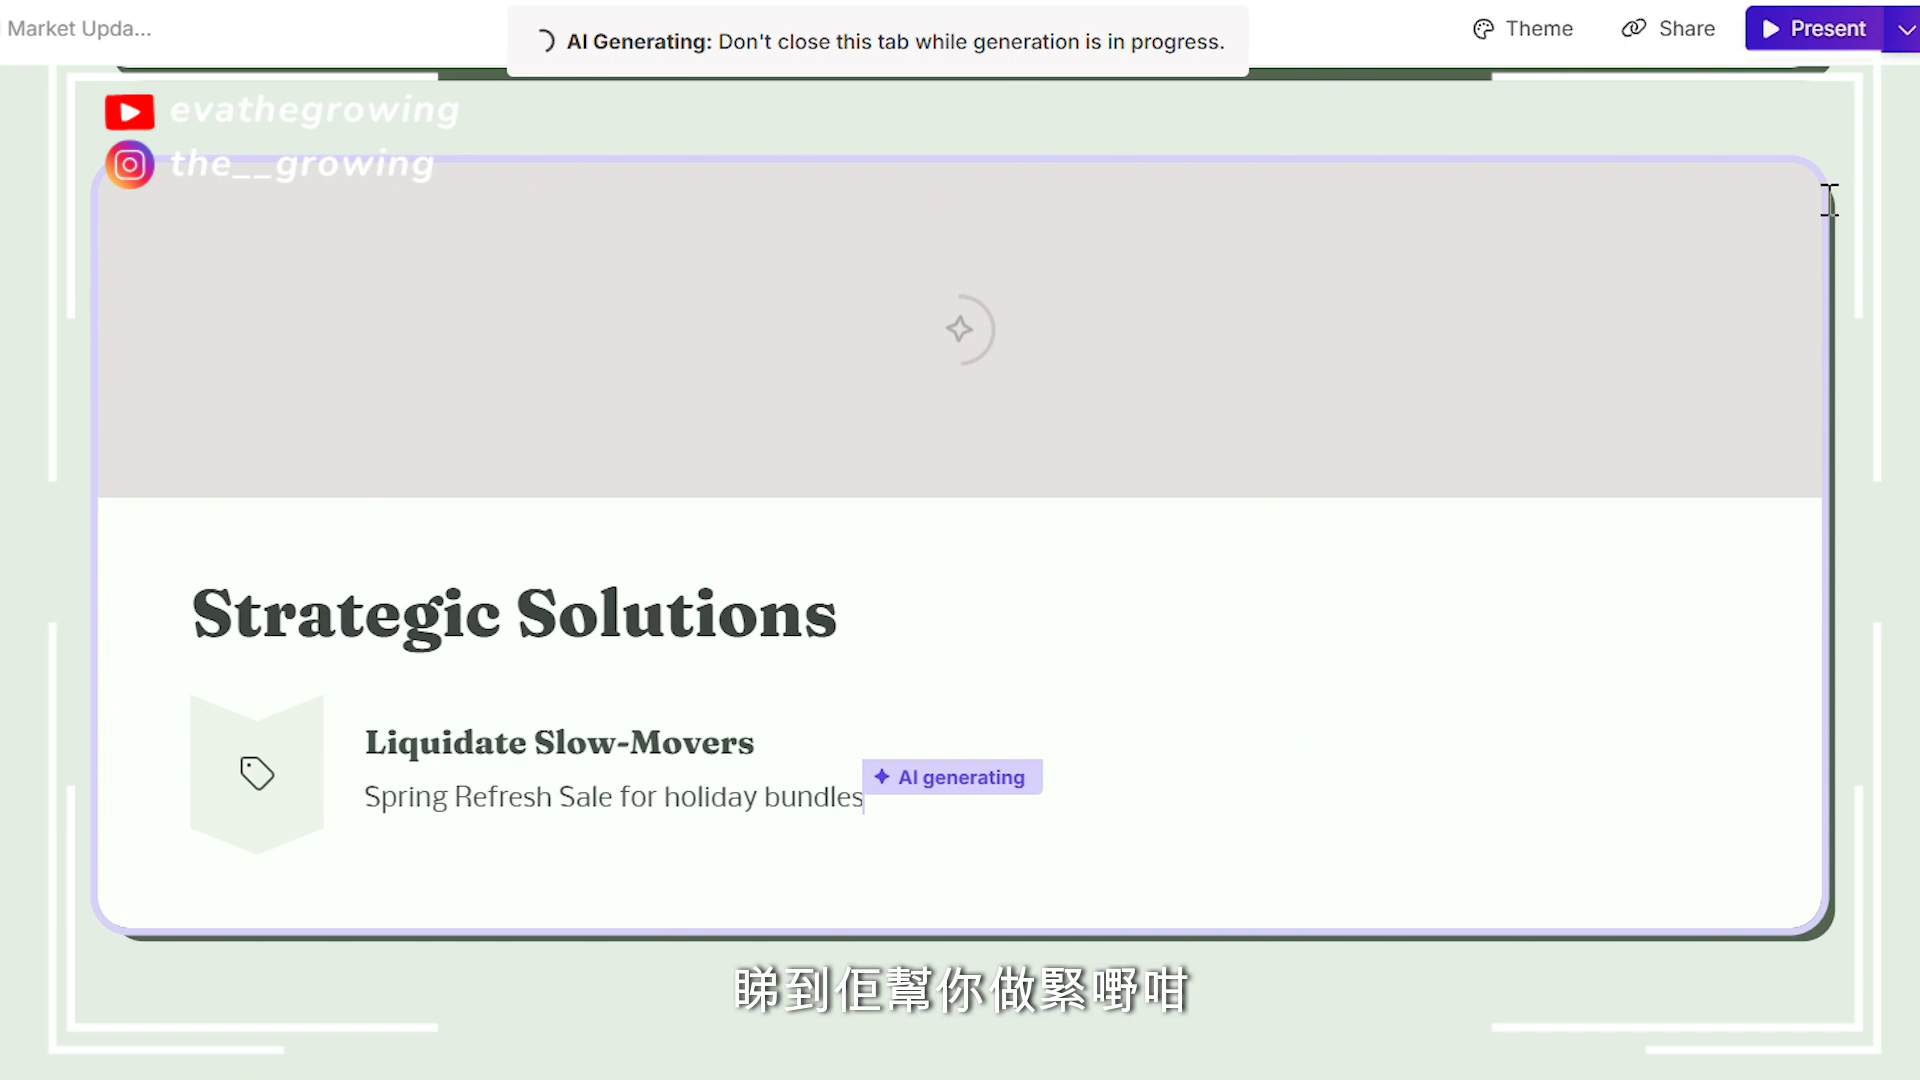 Market Upda...
AI Generating: Don't close this tab while generation is in progress.
Theme
Share
Present
evathegrowing
the__growing
Strategic Solutions
Liquidate Slow-Movers
AI generating
Spring Refresh Sale for holiday bundles
睇到佢幫你做緊嘢咁